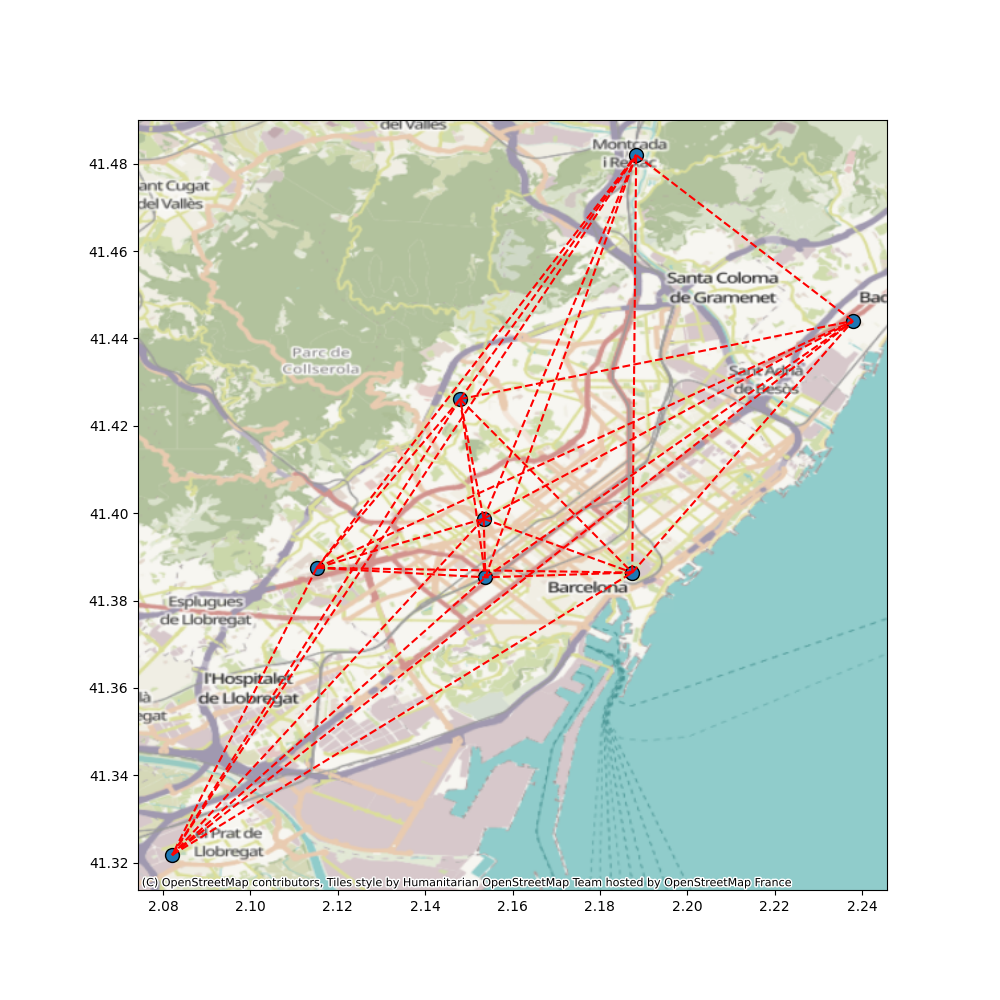 del Vallès
Montcada
i Reixac
ant Cugat
del Vallès
Santa Coloma
de Gramenet
Bad
Parc de
Collserola
Sant Adrià
de Besòs
Barcelona
Esplugues
de Llobregat
l'Hospitalet
de Llobregat
là
egat
l Prat de
Llobregat
(C) OpenStreetMap contributors, Tiles style by Humanitarian OpenStreetMap Team hosted by OpenStreetMap France
41.48
41.46
41.44
41.42
41.40
41.38
41.36
41.34
41.32
2.08 2.10 2.12 2.14 2.16 2.18 2.20 2.22 2.24